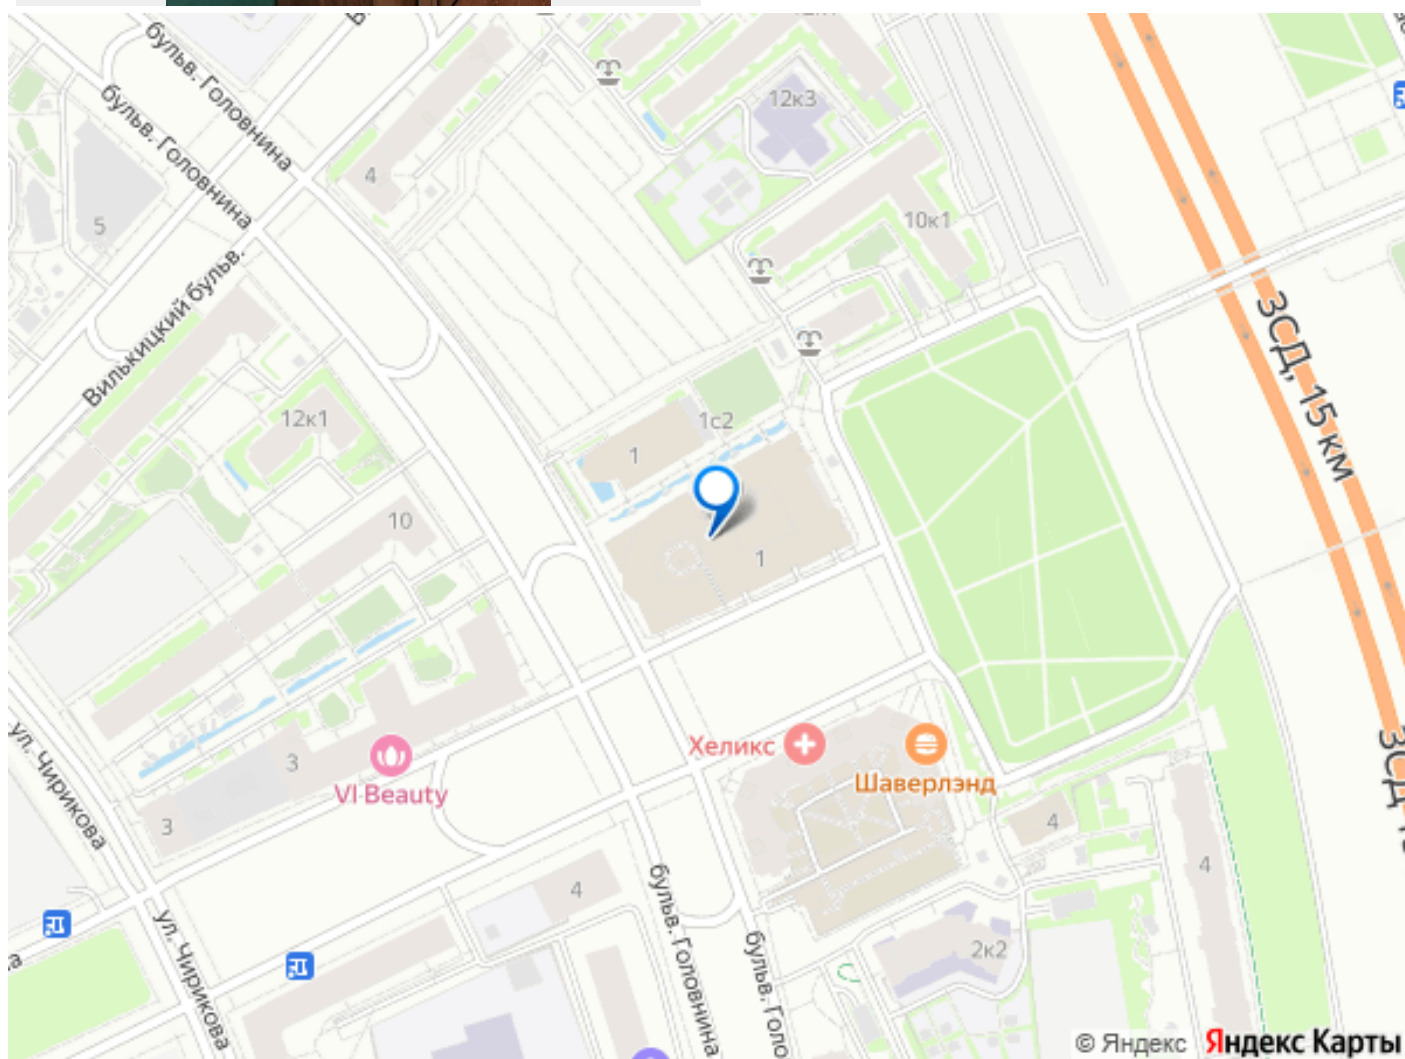 бульв. Головнина
бульв. Головнина
12к3
4
5
10к1
Вилькицкий бульв.
ЗСД, 15 км
12к1
1с2
1
10
1
ул. Чирикова
Хеликс
Шаверлэнд
VI Beauty
3
3
4
4
4
ул. Чирикова
бульв. Головнина
бульв. Голо
2к2
© Яндекс
Яндекс Карты